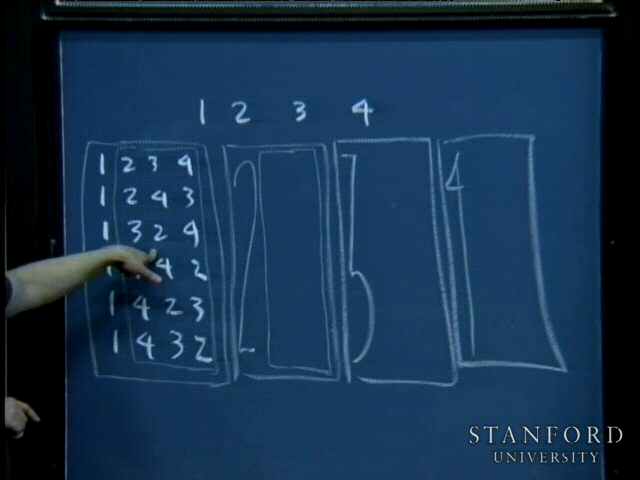 1 2 3 4
1 2 3 4
1 2 4 3
1 3 2 4
1 4 2
1 4 2 3
1 4 3 2
2
3
4
STANFORD
UNIVERSITY